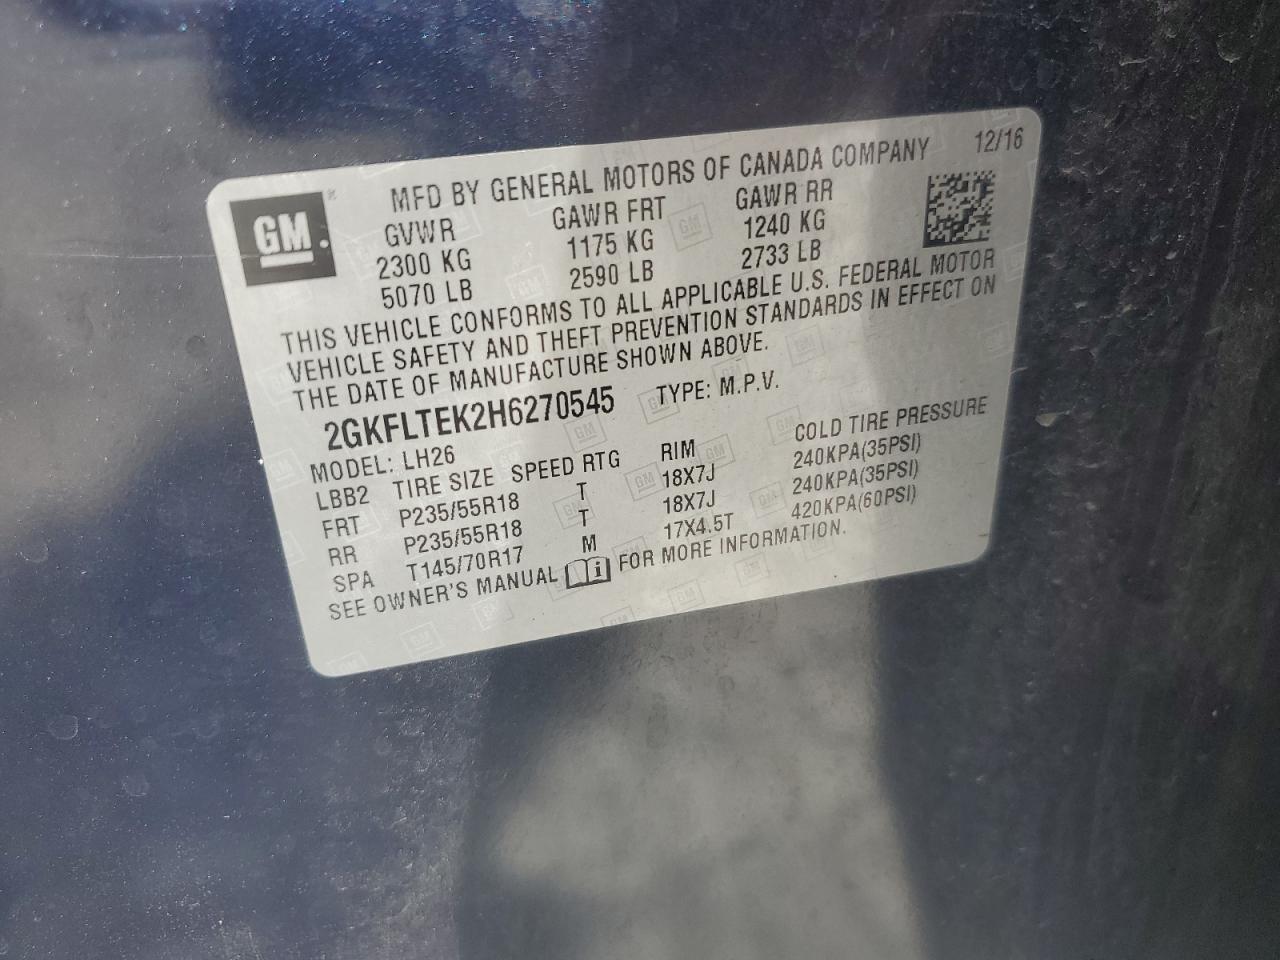 GM
MFD BY GENERAL MOTORS OF CANADA COMPANY 12/16
GVWR GAWR FRT GAWR RR
2300 KG 1175 KG 1240 KG
5070 LB 2590 LB 2733 LB
THIS VEHICLE CONFORMS TO ALL APPLICABLE U.S. FEDERAL MOTOR
VEHICLE SAFETY AND THEFT PREVENTION STANDARDS IN EFFECT ON
THE DATE OF MANUFACTURE SHOWN ABOVE.
2GKFLTEK2H6270545 TYPE: M.P.V.
MODEL: LH26
LBB2 TIRE SIZE SPEED RTG RIM COLD TIRE PRESSURE
FRT P235/55R18 T 18X7J 240KPA(35PSI)
RR P235/55R18 T 18X7J 240KPA(35PSI)
SPA T145/70R17 M 17X4.5T 420KPA(60PSI)
SEE OWNER'S MANUAL i FOR MORE INFORMATION.